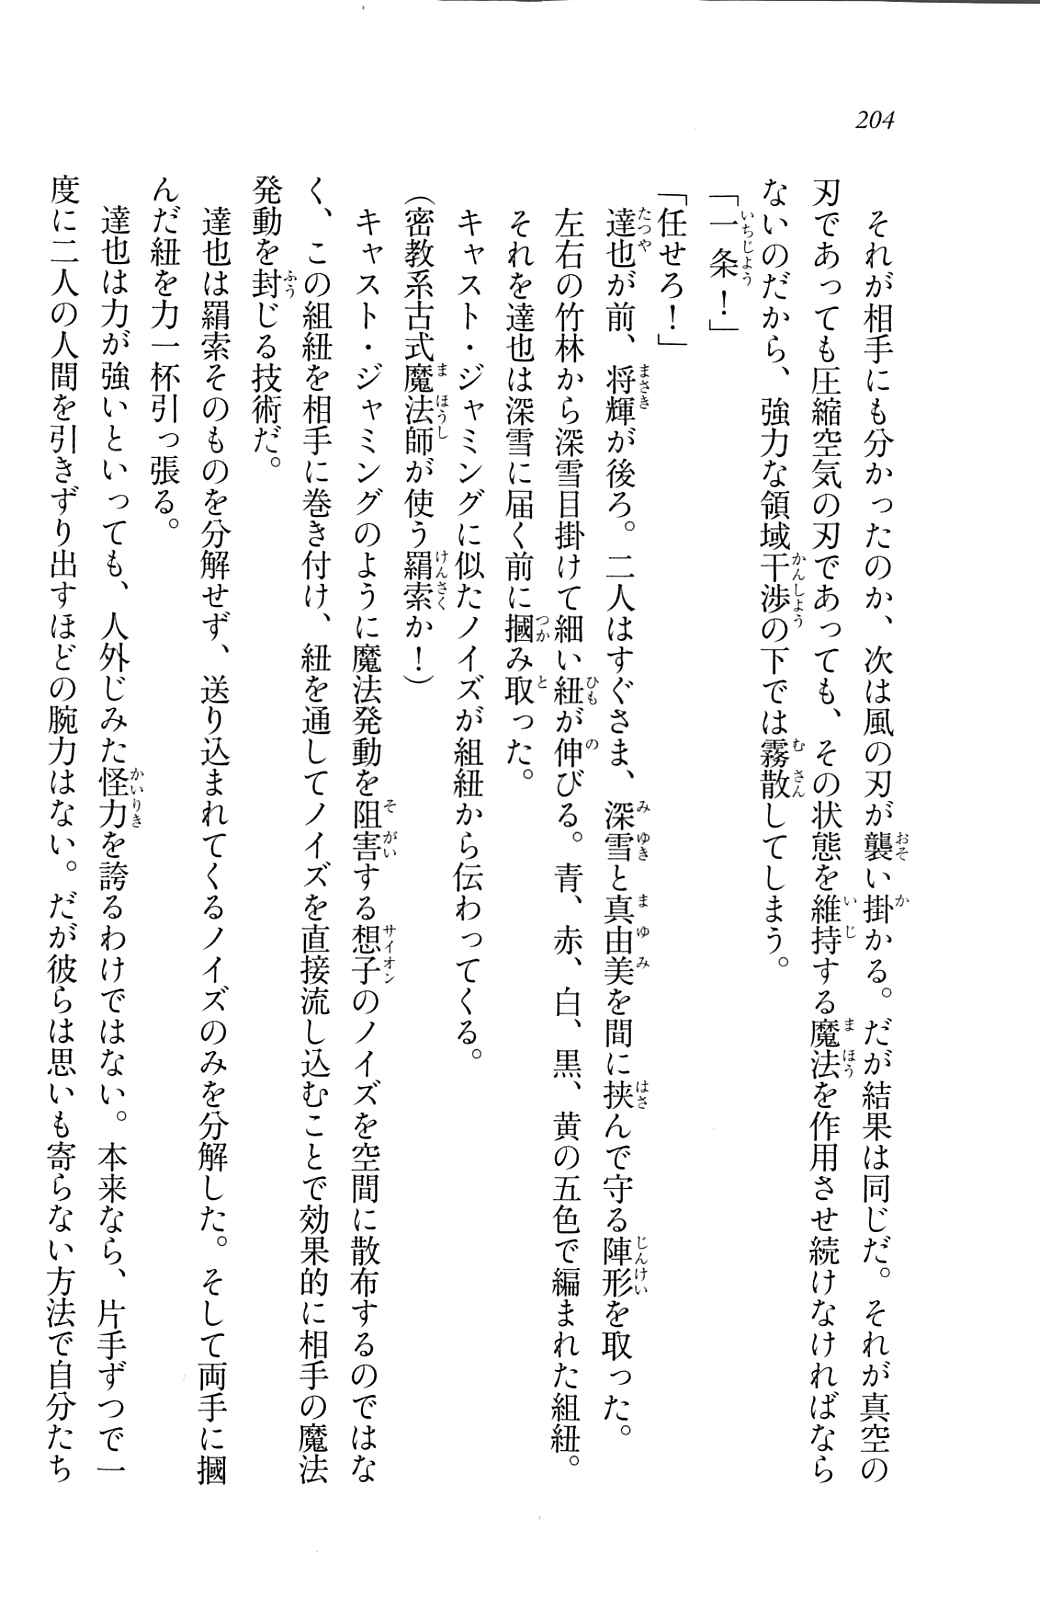 204
それが相手にも分かったのか、次は風の刃が襲い掛かる。だが結果は同じだ。それが真空の
刃であっても圧縮空気の刃であっても、その状態を維持する魔法を作用させ続けなければなら
ないのだから、強力な領域干渉の下では霧散してしまう。
「一条！」
「任せろ！」
達也が前、将輝が後ろ。二人はすぐさま、深雪と真由美を間に挟んで守る陣形を取った。
左右の竹林から深雪目掛けて細い紐が伸びる。青、赤、白、黒、黄の五色で編まれた組紐。
それを達也は深雪に届く前に摑み取った。
キャスト・ジャミングに似たノイズが組紐から伝わってくる。
（密教系古式魔法師が使う羂索か！）
キャスト・ジャミングのように魔法発動を阻害する想子のノイズを空間に散布するのではな
く、この組紐を相手に巻き付け、紐を通してノイズを直接流し込むことで効果的に相手の魔法
発動を封じる技術だ。
達也は羂索そのものを分解せず、送り込まれてくるノイズのみを分解した。そして両手に摑
んだ紐を力一杯引っ張る。
達也は力が強いといっても、人外じみた怪力を誇るわけではない。本来なら、片手ずつで一
度に二人の人間を引きずり出すほどの腕力はない。だが彼らは思いも寄らない方法で自分たち